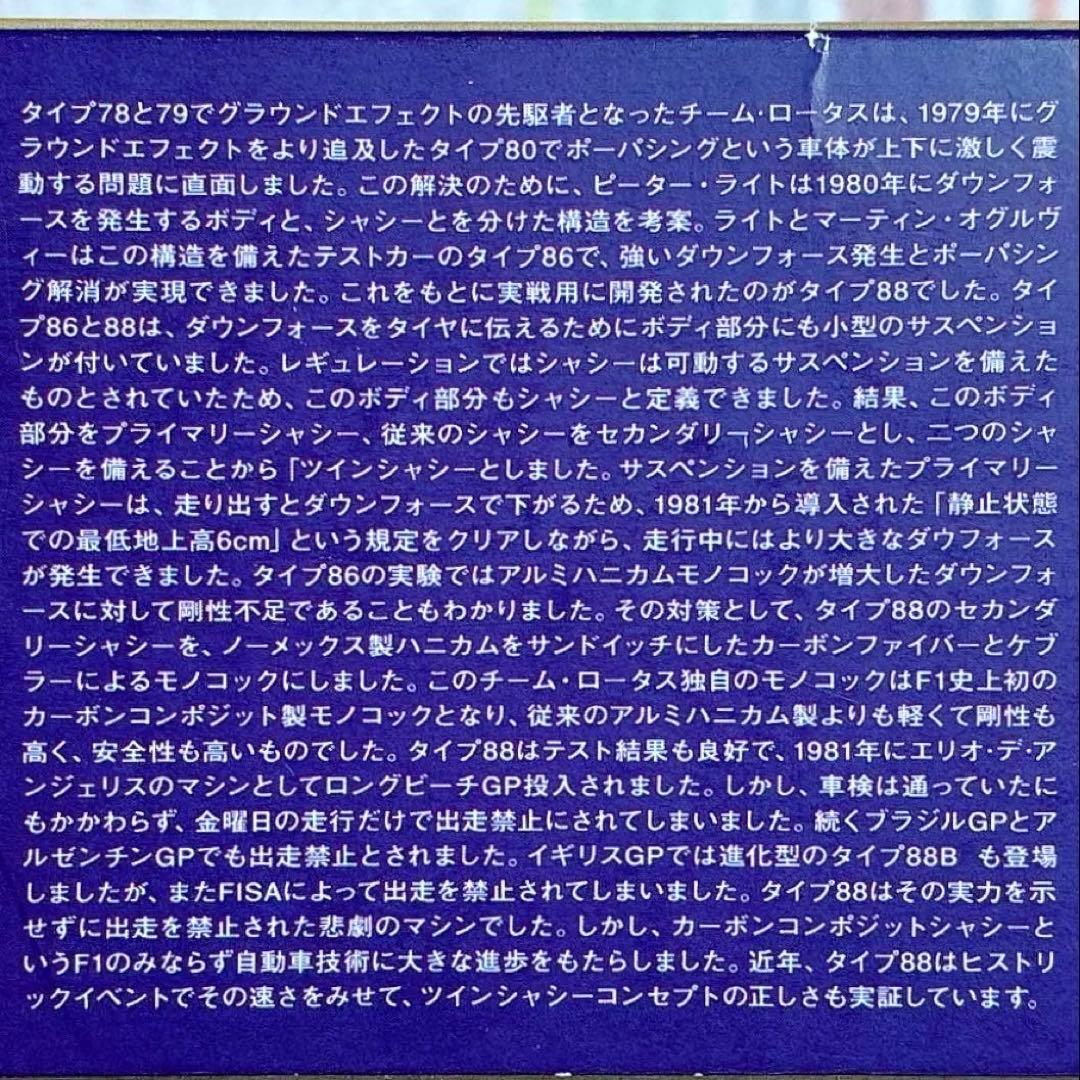 タイプ78と79でグラウンドエフェクトの先駆者となったチーム・ロータスは、1979年にグ
ラウンドエフェクトをより追及したタイプ80でポーパシングという車体が上下に激しく震
動する問題に直面しました。この解決のために、ピーター・ライトは1980年にダウンフォ
ースを発生するボディと、シャシーとを分けた構造を考案。ライトとマーティン・オグルヴ
ィーはこの構造を備えたテストカーのタイプ86で、強いダウンフォース発生とポーパシン
グ解消が実現できました。これをもとに実戦用に開発されたのがタイプ88でした。タイ
プ86と88は、ダウンフォースをタイヤに伝えるためにボディ部分にも小型のサスペンショ
ンが付いていました。レギュレーションではシャシーは可動するサスペンションを備えた
ものとされていたため、このボディ部分もシャシーと定義できました。結果、このボディ
部分をプライマリーシャシー、従来のシャシーをセカンダリ¬シャシーとし、二つのシャ
シーを備えることから「ツインシャシーとしました。サスペンションを備えたプライマリー
シャシーは、走り出すとダウンフォースで下がるため、1981年から導入された「静止状態
での最低地上高6cm」という規定をクリアしながら、走行中にはより大きなダウフォース
が発生できました。タイプ86の実験ではアルミハニカムモノコックが増大したダウンフォ
ースに対して剛性不足であることもわかりました。その対策として、タイプ88のセカンダ
リーシャシーを、ノーメックス製ハニカムをサンドイッチにしたカーボンファイバーとケブ
ラーによるモノコックにしました。このチーム・ロータス独自のモノコックはF1史上初の
カーボンコンポジット製モノコックとなり、従来のアルミハニカム製よりも軽くて剛性も
高く、安全性も高いものでした。タイプ88はテスト結果も良好で、1981年にエリオ・デ・ア
ンジェリスのマシンとしてロングビーチGP投入されました。しかし、車検は通っていたに
もかかわらず、金曜日の走行だけで出走禁止にされてしまいました。続くブラジルGPとア
ルゼンチンGPでも出走禁止とされました。イギリスGPでは進化型のタイプ88B も登場
しましたが、またFISAによって出走を禁止されてしまいました。タイプ88はその実力を示
せずに出走を禁止された悲劇のマシンでした。しかし、カーボンコンポジットシャシーと
いうF1のみならず自動車技術に大きな進歩をもたらしました。近年、タイプ88はヒストリ
ックイベントでその速さをみせて、ツインシャシーコンセプトの正しさも実証しています。